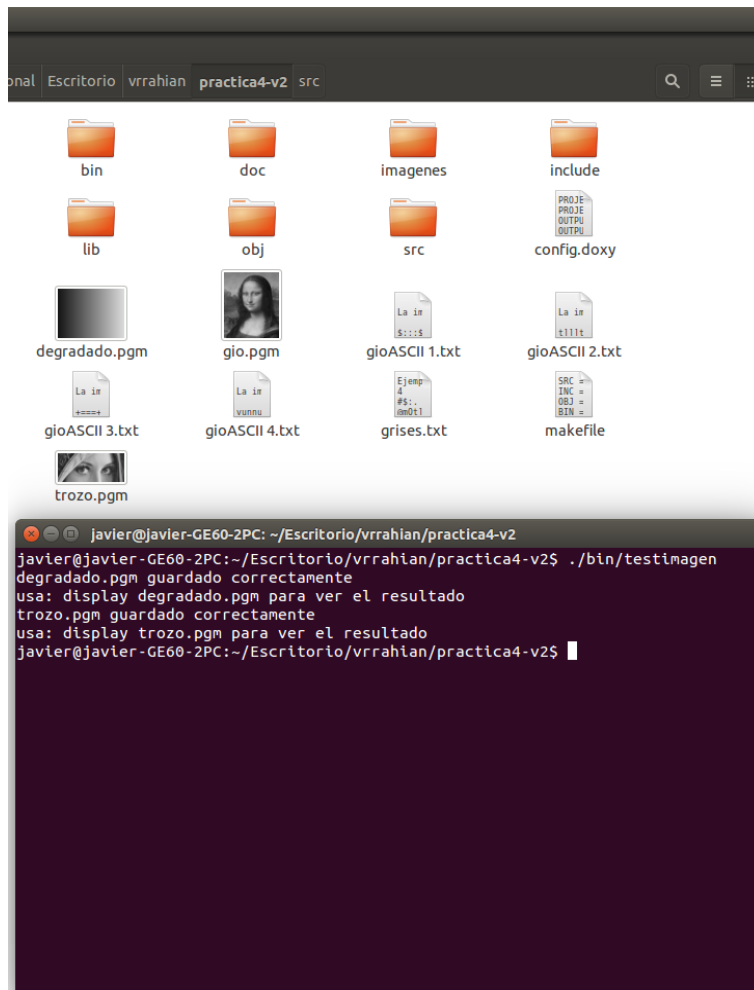 onal Escritorio vrrahian practica4-v2 src
bin doc imagenes include
PROJE
PROJE
OUTPU
OUTPU
lib obj src config.doxy
La im
$:::$
La im
tlllt
degradado.pgm gio.pgm gioASCII 1.txt gioASCII 2.txt
La im
+===+
La im
vunnu
Ejemp
4
#$:.
@mOtl
SRC =
INC =
OBJ =
BIN =
gioASCII 3.txt gioASCII 4.txt grises.txt makefile
trozo.pgm
javier@javier-GE60-2PC: ~/Escritorio/vrrahian/practica4-v2
javier@javier-GE60-2PC:~/Escritorio/vrrahian/practica4-v2$ ./bin/testimagen
degradado.pgm guardado correctamente
usa: display degradado.pgm para ver el resultado
trozo.pgm guardado correctamente
usa: display trozo.pgm para ver el resultado
javier@javier-GE60-2PC:~/Escritorio/vrrahian/practica4-v2$